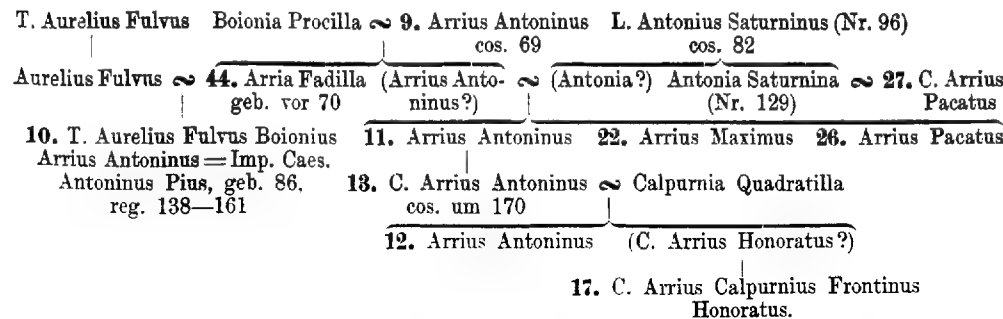 T. Aurelius Fulvus Boionia Procilla ∾ 9. Arrius Antoninus L. Antonius Saturninus (Nr. 96)
cos. 69 cos. 82
Aurelius Fulvus ∾ 44. Arria Fadilla (Arrius Anto- ∾ (Antonia?) Antonia Saturnina ∾ 27. C. Arrius
geb. vor 70 ninus?) (Nr. 129) Pacatus
10. T. Aurelius Fulvus Boionius 11. Arrius Antoninus 22. Arrius Maximus 26. Arrius Pacatus
Arrius Antoninus = Imp. Caes.
Antoninus Pius, geb. 86, 13. C. Arrius Antoninus ∾ Calpurnia Quadratilla
reg. 138—161 cos. um 170
12. Arrius Antoninus (C. Arrius Honoratus?)
17. C. Arrius Calpurnius Frontinus
Honoratus.